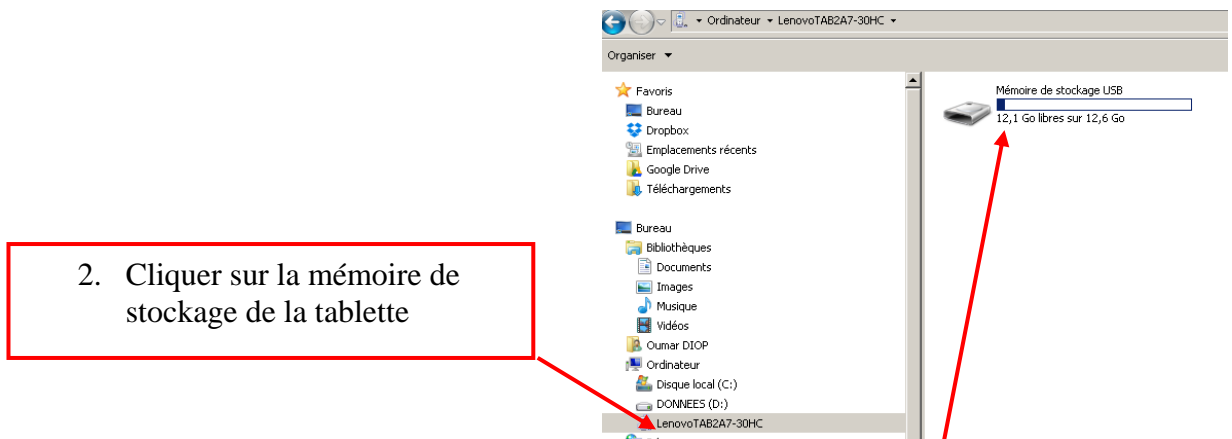 Ordinateur LenovoTAB2A7-30HC
Organiser
Favoris
Bureau
Dropbox
Emplacements récents
Google Drive
Téléchargements
Bureau
Bibliothèques
Documents
Images
Musique
Vidéos
Oumar DIOP
Ordinateur
Disque local (C:)
DONNEES (D:)
LenovoTAB2A7-30HC
Mémoire de stockage USB
12,1 Go libres sur 12,6 Go
2. Cliquer sur la mémoire de
stockage de la tablette